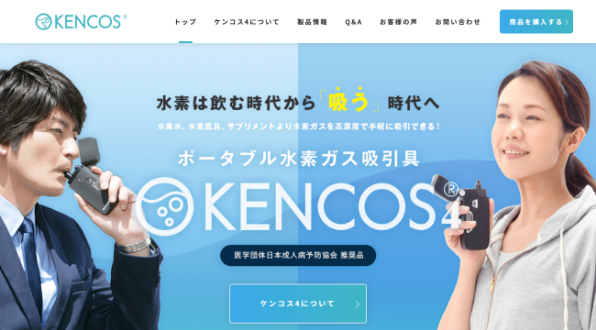 KENCOS®
トップ
ケンコス4について
製品情報
Q&A
お客様の声
お問い合わせ
商品を購入する
水素は飲む時代から「吸う」時代へ
水素水、水素風呂、サプリメントより水素ガスを高濃度で手軽に吸引できる!
ポータブル水素ガス吸引具
KENCOS4®
医学団体日本成人病予防協会 推奨品
ケンコス4について